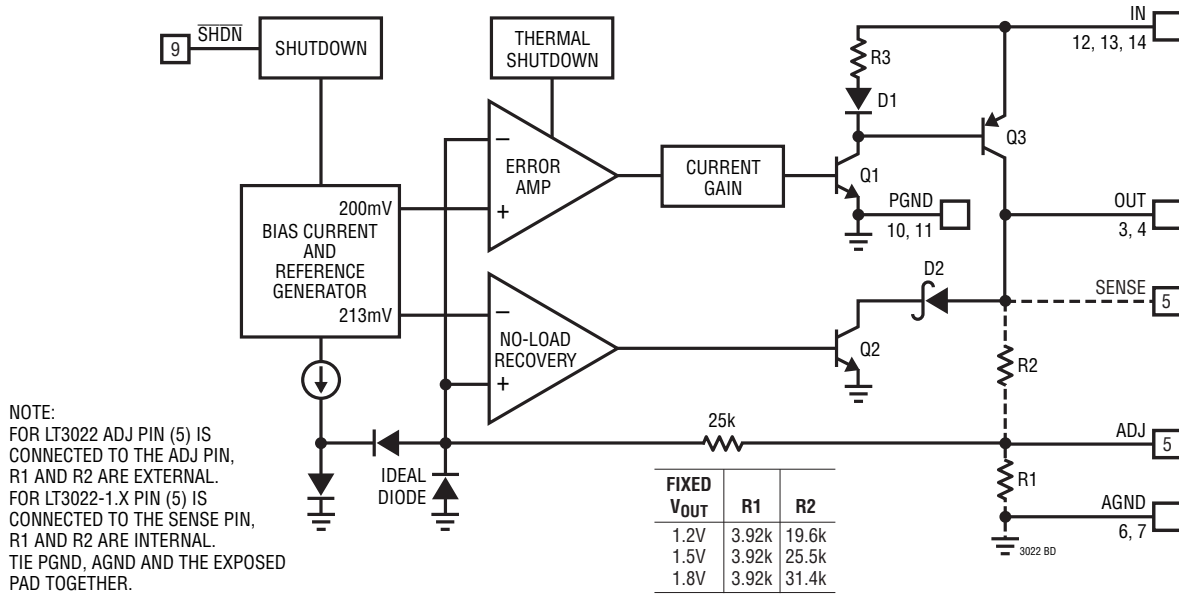 IN
12, 13, 14
SHDN
9
SHUTDOWN
THERMAL
SHUTDOWN
R3
D1
Q3
ERROR
AMP
–
+
CURRENT
GAIN
Q1
PGND
10, 11
OUT
3, 4
200mV
BIAS CURRENT
AND
REFERENCE
GENERATOR
213mV
NO-LOAD
RECOVERY
–
+
D2
Q2
SENSE
5
R2
25k
ADJ
5
R1
IDEAL
DIODE
AGND
6, 7
3022 BD
NOTE:
FOR LT3022 ADJ PIN (5) IS
CONNECTED TO THE ADJ PIN,
R1 AND R2 ARE EXTERNAL.
FOR LT3022-1.X PIN (5) IS
CONNECTED TO THE SENSE PIN,
R1 AND R2 ARE INTERNAL.
TIE PGND, AGND AND THE EXPOSED
PAD TOGETHER.
FIXED
VOUT R1 R2
1.2V 3.92k 19.6k
1.5V 3.92k 25.5k
1.8V 3.92k 31.4k